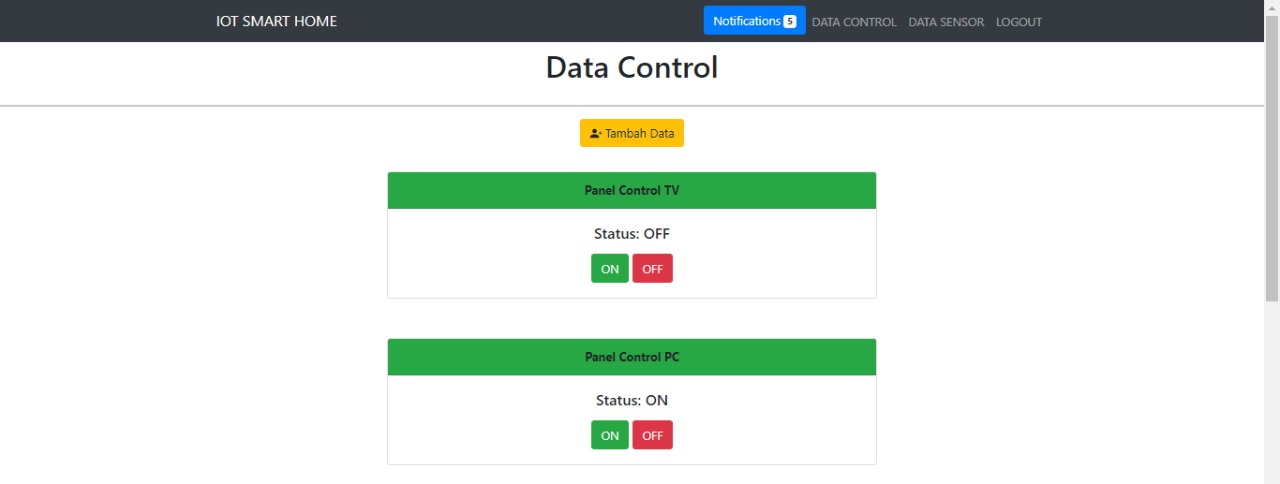 IOT SMART HOME
Notifications 5 DATA CONTROL DATA SENSOR LOGOUT
Data Control
Tambah Data
Panel Control TV
Status: OFF
ON OFF
Panel Control PC
Status: ON
ON OFF